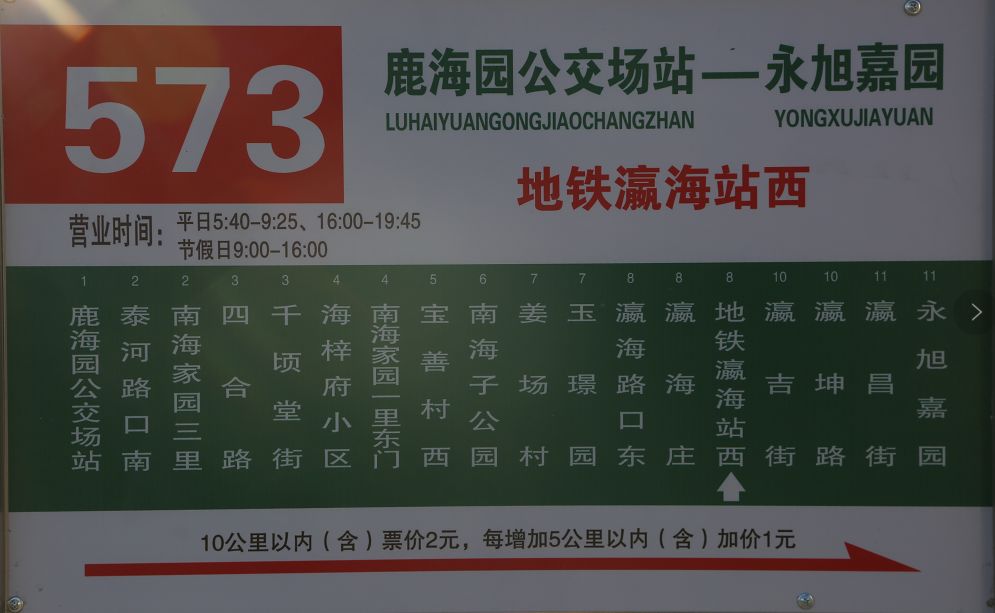 573
鹿海园公交场站—永旭嘉园
LUHAIYUANGONGJIAOCHANGZHAN YONGXUJIAYUAN
地铁瀛海站西
营业时间：平日5:40-9:25、16:00-19:45
节假日9:00-16:00
1 鹿海园公交场站
2 泰河路口南
2 南海家园三里
3 四合路
3 千顷堂街
4 海梓府小区
4 南海家园一里东门
5 宝善村西
6 南海子公园
7 姜场村
7 玉璟园
8 瀛海路口东
8 瀛海庄
8 地铁瀛海站西
10 瀛吉街
10 瀛坤路
11 瀛昌街
11 永旭嘉园
10公里以内（含）票价2元，每增加5公里以内（含）加价1元